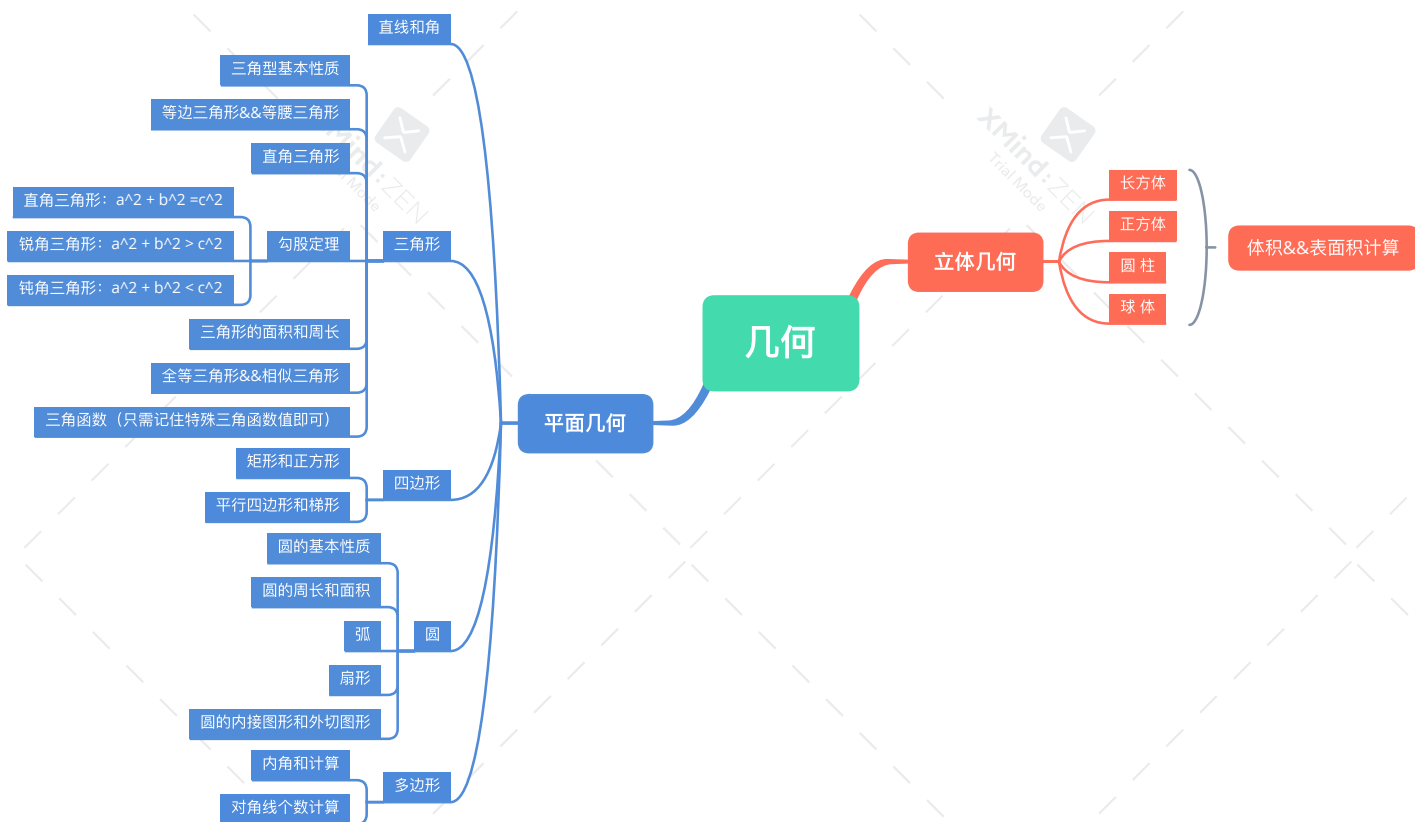 直线和角
三角型基本性质
等边三角形&&等腰三角形
直角三角形
直角三角形：a^2 + b^2 =c^2
锐角三角形：a^2 + b^2 > c^2
钝角三角形：a^2 + b^2 < c^2
勾股定理
三角形
三角形的面积和周长
全等三角形&&相似三角形
三角函数（只需记住特殊三角函数值即可）
矩形和正方形
平行四边形和梯形
四边形
圆的基本性质
圆的周长和面积
弧
圆
扇形
圆的内接图形和外切图形
内角和计算
对角线个数计算
多边形
平面几何
几何
立体几何
长方体
正方体
圆 柱
球 体
体积&&表面积计算
XMind:ZEN
Trial Mode
XMind:ZEN
Trial Mode